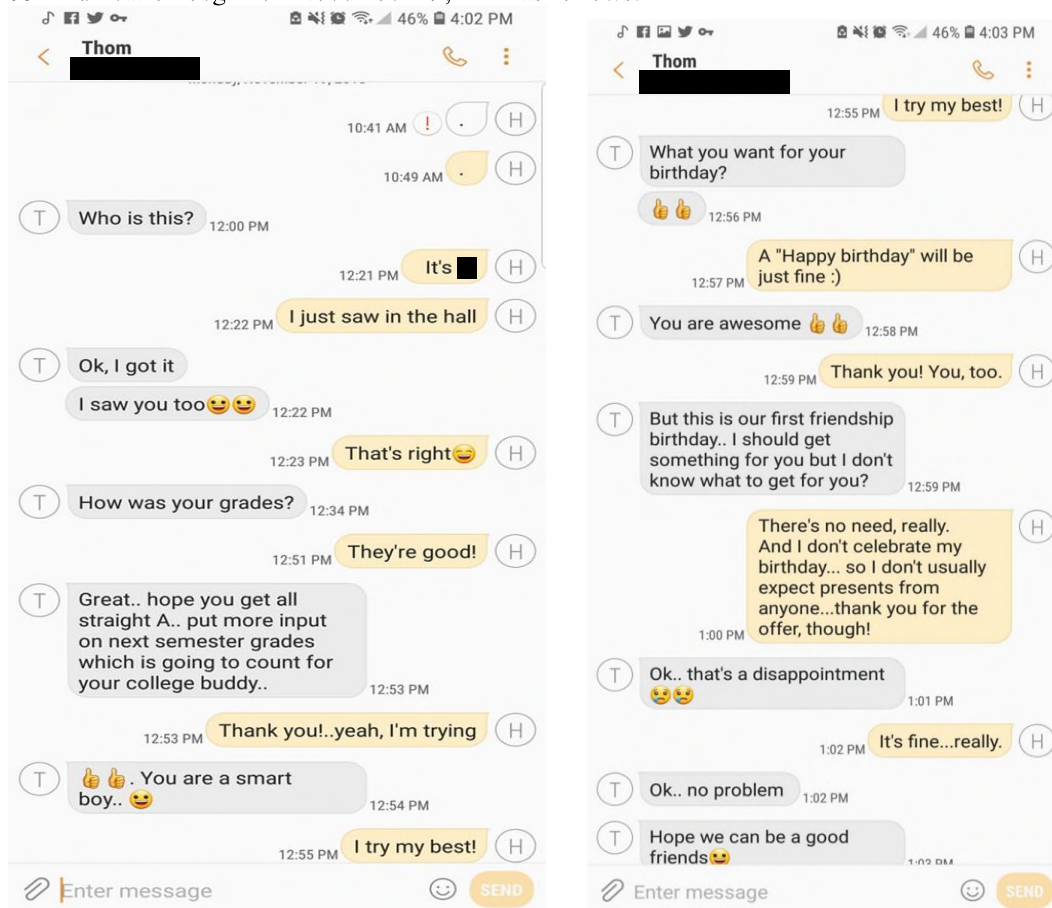 46% 4:02 PM
Thom
10:41 AM ! . H
10:49 AM . H
T Who is this? 12:00 PM
12:21 PM It's H
12:22 PM I just saw in the hall H
T Ok, I got it
I saw you too😀😀 12:22 PM
12:23 PM That's right😄 H
T How was your grades? 12:34 PM
12:51 PM They're good! H
T Great.. hope you get all
straight A.. put more input
on next semester grades
which is going to count for
your college buddy.. 12:53 PM
12:53 PM Thank you!..yeah, I'm trying H
T 👍👍. You are a smart
boy.. 😀 12:54 PM
12:55 PM I try my best! H
Enter message SEND
46% 4:03 PM
Thom
12:55 PM I try my best! H
T What you want for your
birthday?
👍👍 12:56 PM
A "Happy birthday" will be H
12:57 PM just fine :)
T You are awesome 👍👍 12:58 PM
12:59 PM Thank you! You, too. H
T But this is our first friendship
birthday.. I should get
something for you but I don't
know what to get for you? 12:59 PM
There's no need, really. H
And I don't celebrate my
birthday... so I don't usually
expect presents from
anyone...thank you for the
1:00 PM offer, though!
T Ok.. that's a disappointment
😢😢 1:01 PM
1:02 PM It's fine...really. H
T Ok.. no problem 1:02 PM
T Hope we can be a good
friends😀 1:03 PM
Enter message SEND